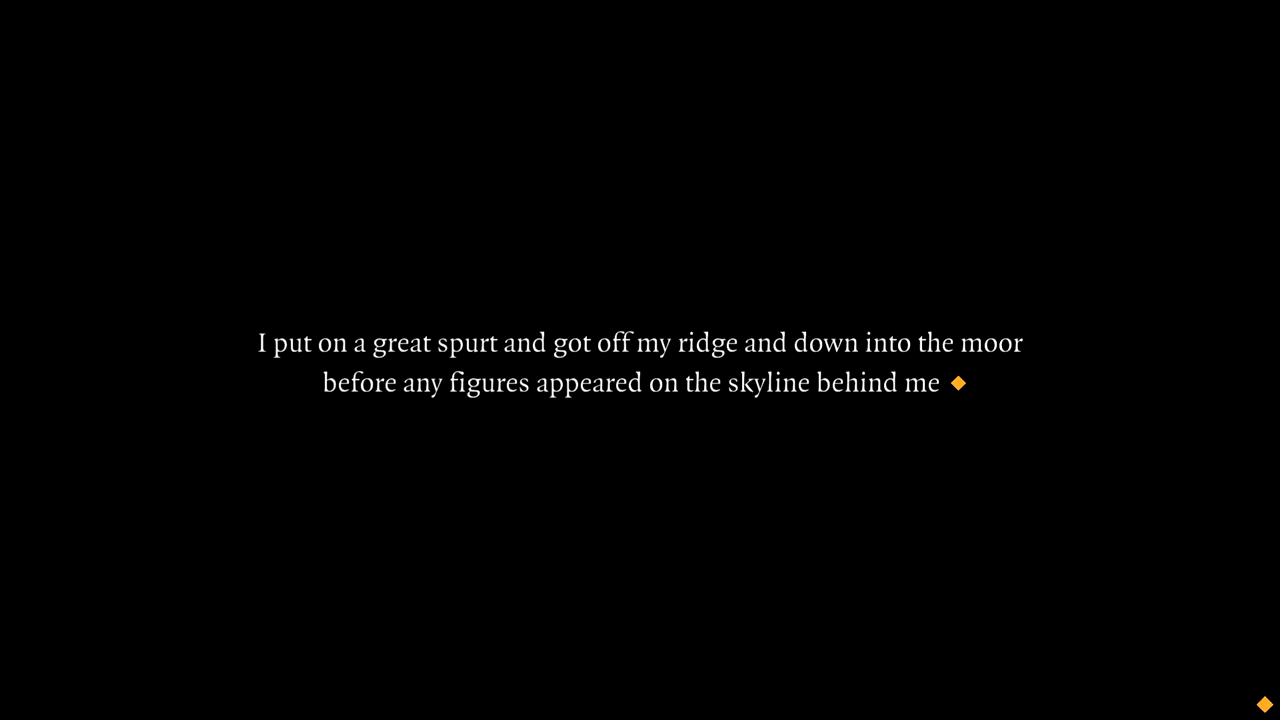 I put on a great spurt and got off my ridge and down into the moor
before any figures appeared on the skyline behind me